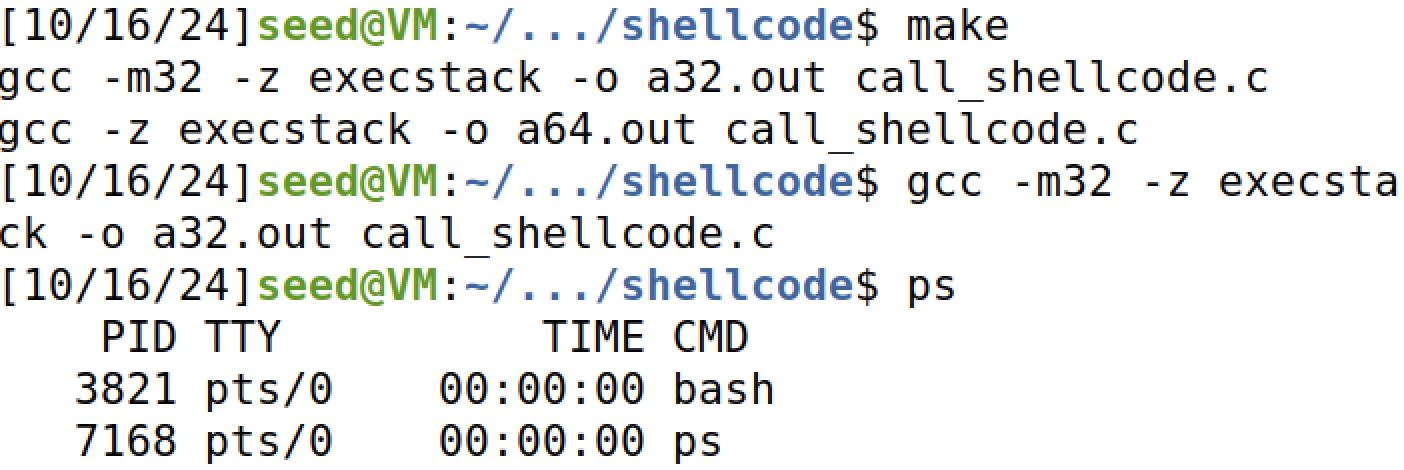 [10/16/24]seed@VM:~/.../shellcode$ make
gcc -m32 -z execstack -o a32.out call_shellcode.c
gcc -z execstack -o a64.out call_shellcode.c
[10/16/24]seed@VM:~/.../shellcode$ gcc -m32 -z execsta
ck -o a32.out call_shellcode.c
[10/16/24]seed@VM:~/.../shellcode$ ps
    PID TTY          TIME CMD
   3821 pts/0    00:00:00 bash
   7168 pts/0    00:00:00 ps